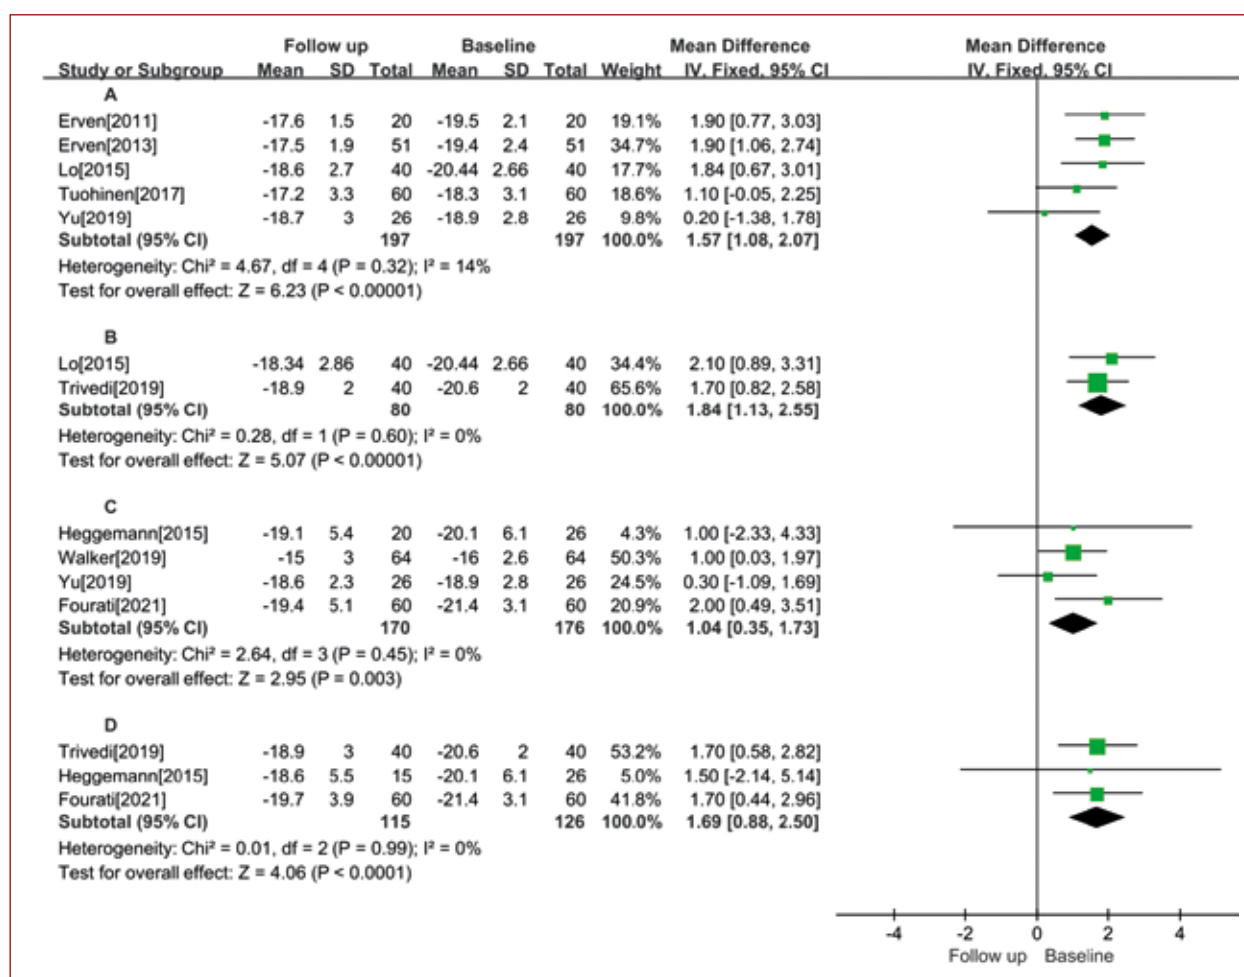 Follow up Baseline Mean Difference Mean Difference
Study or Subgroup Mean SD Total Mean SD Total Weight IV, Fixed, 95% CI IV, Fixed, 95% CI
A
Erven[2011] -17.6 1.5 20 -19.5 2.1 20 19.1% 1.90 [0.77, 3.03]
Erven[2013] -17.5 1.9 51 -19.4 2.4 51 34.7% 1.90 [1.06, 2.74]
Lo[2015] -18.6 2.7 40 -20.44 2.66 40 17.7% 1.84 [0.67, 3.01]
Tuohinen[2017] -17.2 3.3 60 -18.3 3.1 60 18.6% 1.10 [-0.05, 2.25]
Yu[2019] -18.7 3 26 -18.9 2.8 26 9.8% 0.20 [-1.38, 1.78]
Subtotal (95% CI) 197 197 100.0% 1.57 [1.08, 2.07]
Heterogeneity: Chi² = 4.67, df = 4 (P = 0.32); I² = 14%
Test for overall effect: Z = 6.23 (P < 0.00001)
B
Lo[2015] -18.34 2.86 40 -20.44 2.66 40 34.4% 2.10 [0.89, 3.31]
Trivedi[2019] -18.9 2 40 -20.6 2 40 65.6% 1.70 [0.82, 2.58]
Subtotal (95% CI) 80 80 100.0% 1.84 [1.13, 2.55]
Heterogeneity: Chi² = 0.28, df = 1 (P = 0.60); I² = 0%
Test for overall effect: Z = 5.07 (P < 0.00001)
C
Heggemann[2015] -19.1 5.4 20 -20.1 6.1 26 4.3% 1.00 [-2.33, 4.33]
Walker[2019] -15 3 64 -16 2.6 64 50.3% 1.00 [0.03, 1.97]
Yu[2019] -18.6 2.3 26 -18.9 2.8 26 24.5% 0.30 [-1.09, 1.69]
Fourati[2021] -19.4 5.1 60 -21.4 3.1 60 20.9% 2.00 [0.49, 3.51]
Subtotal (95% CI) 170 176 100.0% 1.04 [0.35, 1.73]
Heterogeneity: Chi² = 2.64, df = 3 (P = 0.45); I² = 0%
Test for overall effect: Z = 2.95 (P = 0.003)
D
Trivedi[2019] -18.9 3 40 -20.6 2 40 53.2% 1.70 [0.58, 2.82]
Heggemann[2015] -18.6 5.5 15 -20.1 6.1 26 5.0% 1.50 [-2.14, 5.14]
Fourati[2021] -19.7 3.9 60 -21.4 3.1 60 41.8% 1.70 [0.44, 2.96]
Subtotal (95% CI) 115 126 100.0% 1.69 [0.88, 2.50]
Heterogeneity: Chi² = 0.01, df = 2 (P = 0.99); I² = 0%
Test for overall effect: Z = 4.06 (P < 0.0001)
-4 -2 0 2 4
Follow up Baseline